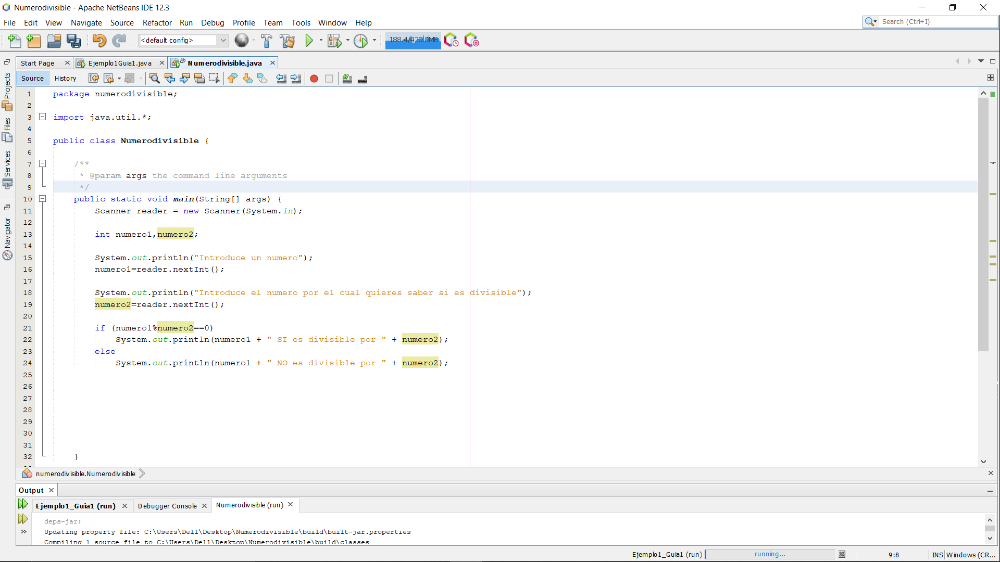 Numerodivisible - Apache NetBeans IDE 12.3
File Edit View Navigate Source Refactor Run Debug Profile Team Tools Window Help
Search (Ctrl+I)
<default config>
188.4/420.0MB
Start Page
Ejemplo1Guia1.java
Numerodivisible.java
Source History
Projects
Files
Services
Navigator
1 package numerodivisible;
2
3 import java.util.*;
4
5 public class Numerodivisible {
6
7 /**
8 * @param args the command line arguments
9 */
10 public static void main(String[] args) {
11 Scanner reader = new Scanner(System.in);
12
13 int numero1,numero2;
14
15 System.out.println("Introduce un numero");
16 numero1=reader.nextInt();
17
18 System.out.println("Introduce el numero por el cual quieres saber si es divisible");
19 numero2=reader.nextInt();
20
21 if (numero1%numero2==0)
22 System.out.println(numero1 + " SI es divisible por " + numero2);
23 else
24 System.out.println(numero1 + " NO es divisible por " + numero2);
25
26
27
28
29
30
31
32 }
numerodivisible.Numerodivisible
Output
Ejemplo1_Guia1 (run)
Debugger Console
Numerodivisible (run)
deps-jar:
Updating property file: C:\Users\Dell\Desktop\Numerodivisible\build\built-jar.properties
Compiling 1 source file to C:\Users\Dell\Desktop\Numerodivisible\build\classes
Ejemplo1_Guia1 (run) running... 9:8 INS Windows (CR...